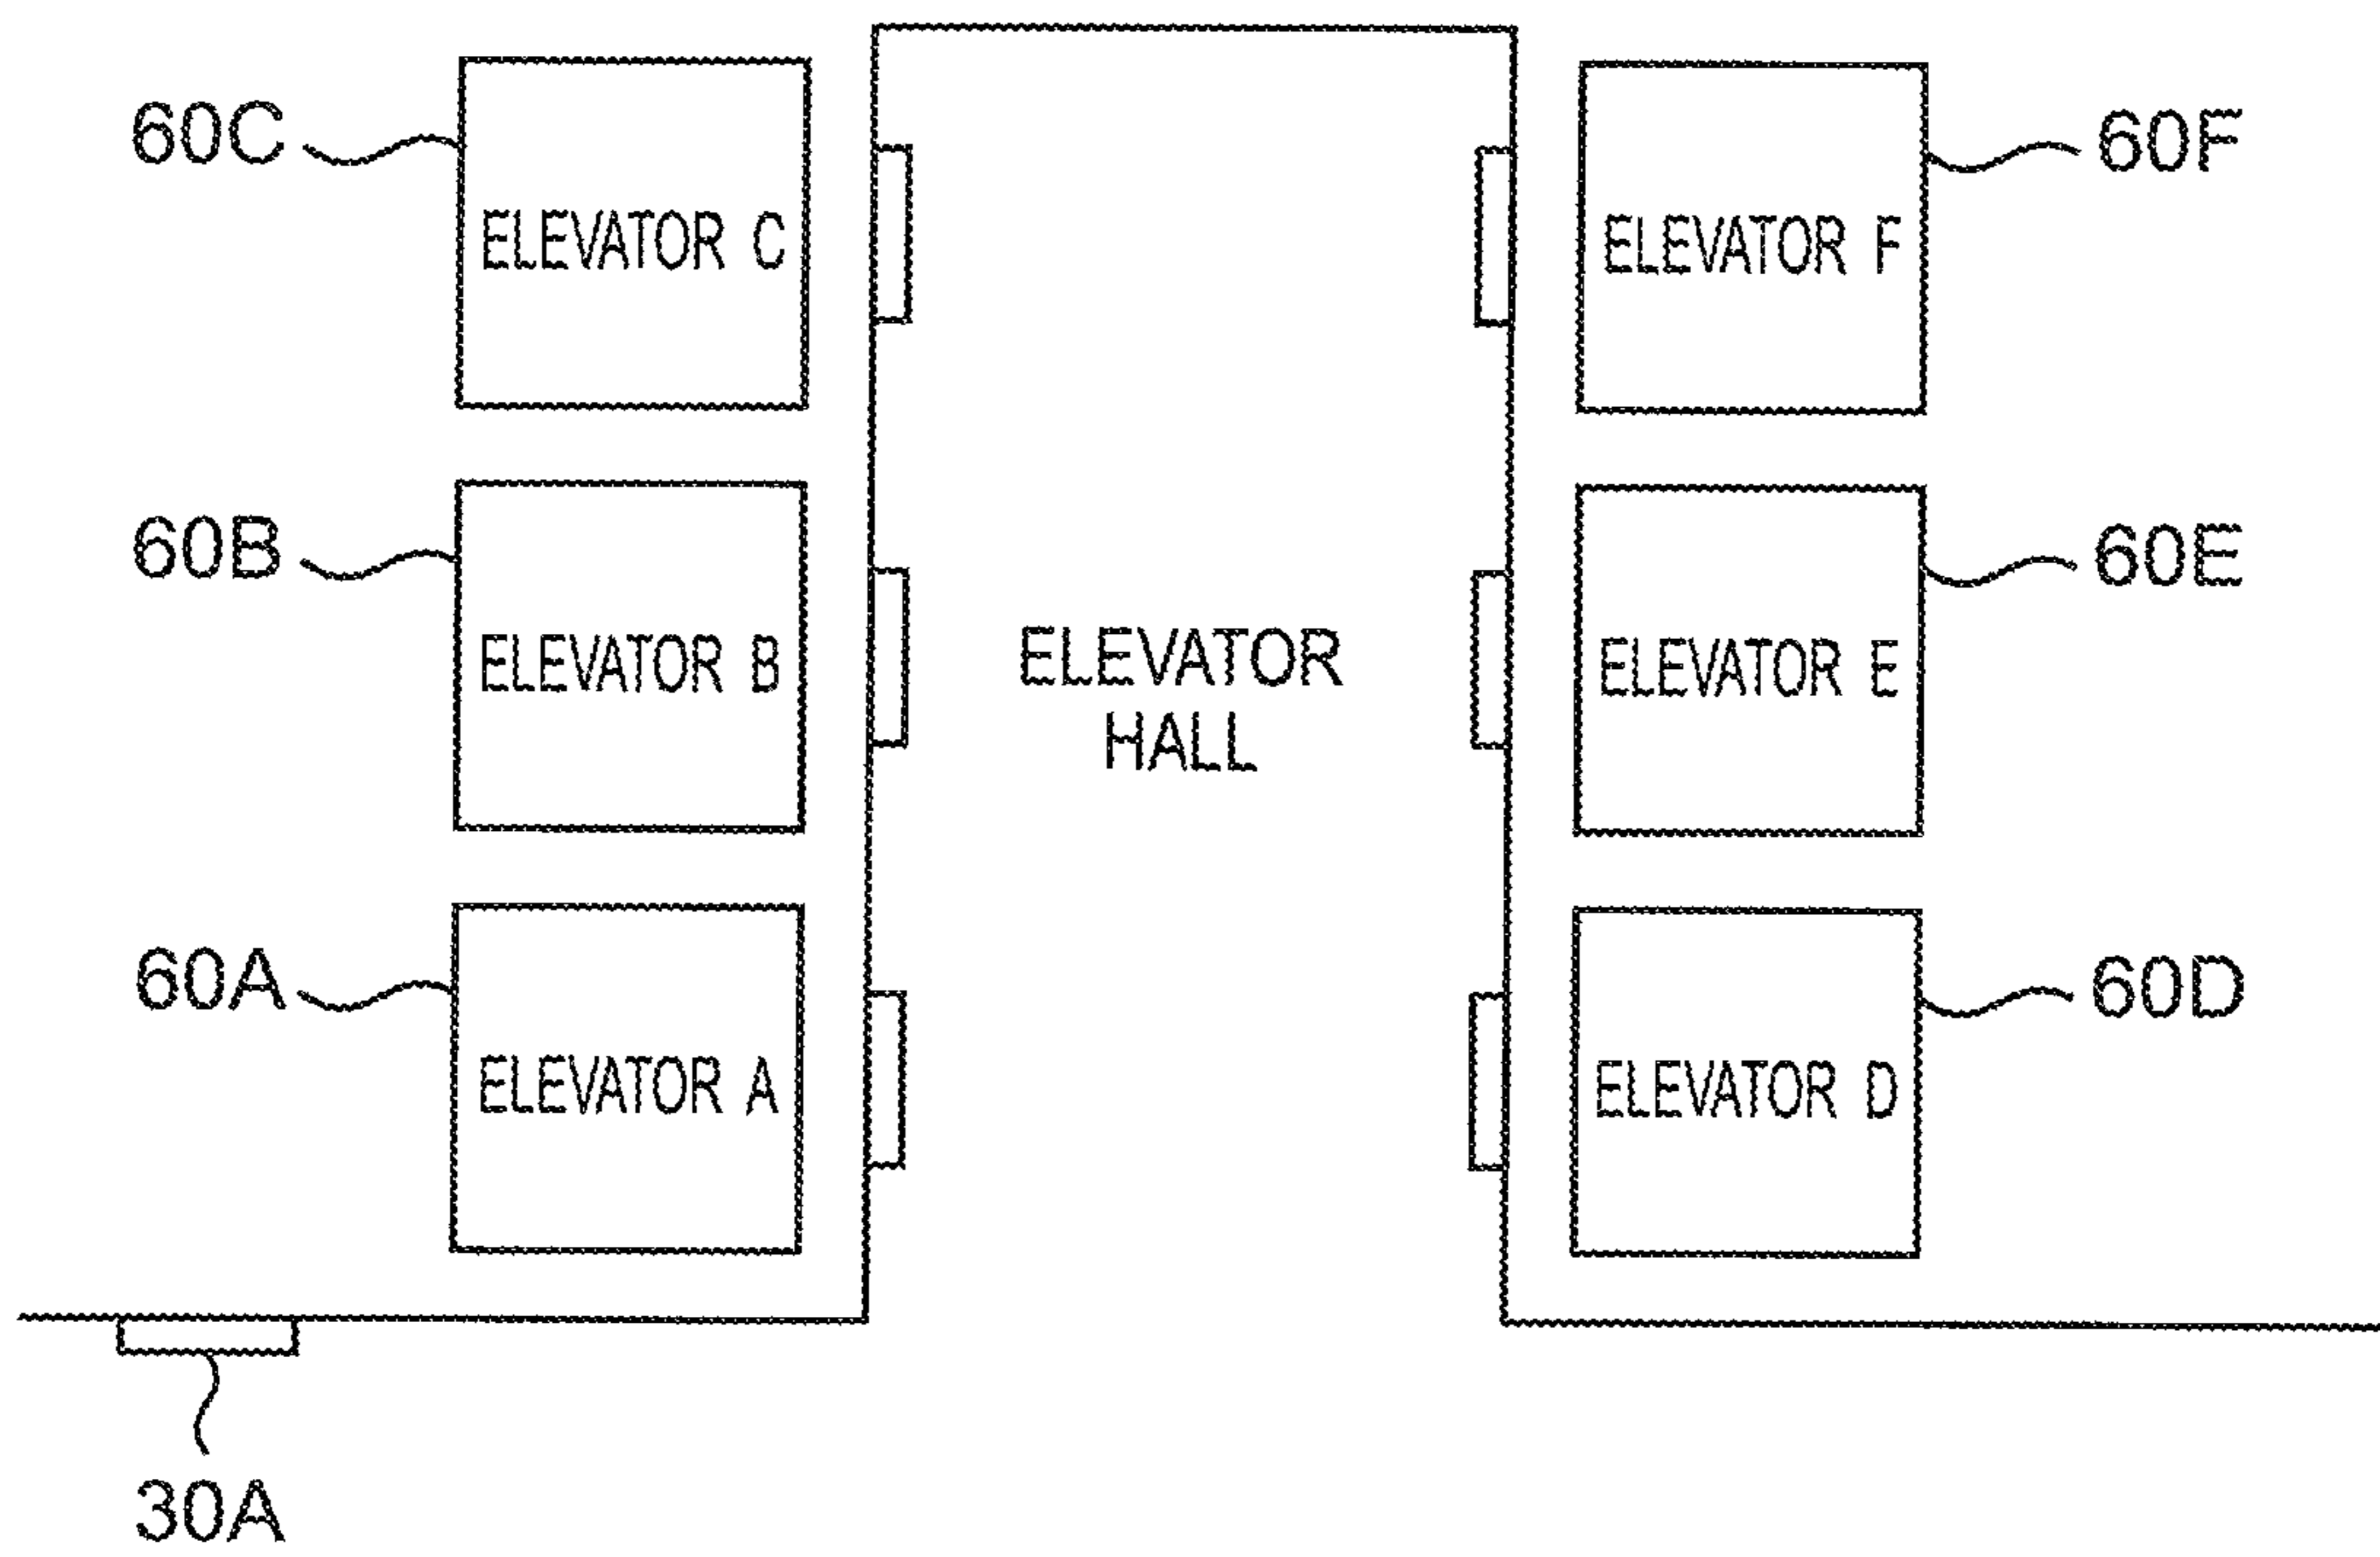 60C
ELEVATOR C
ELEVATOR F
60F
60B
ELEVATOR B
ELEVATOR
HALL
ELEVATOR E
60E
60A
ELEVATOR A
ELEVATOR D
60D
30A